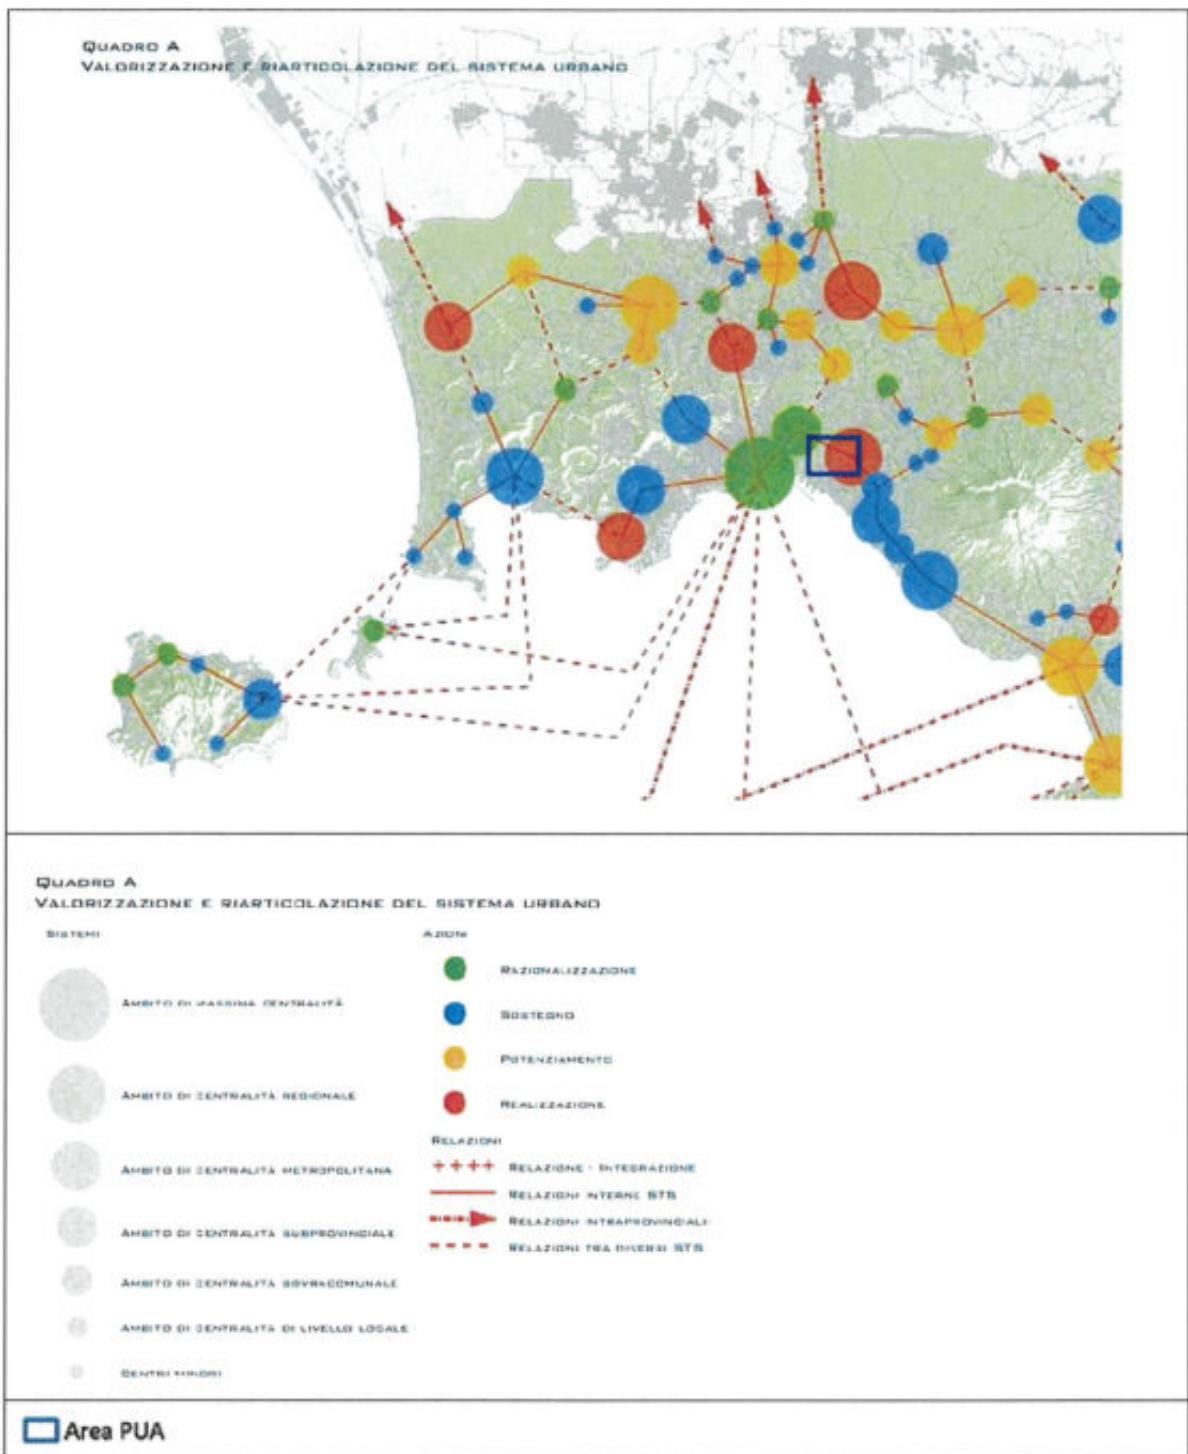 QUADRO A
VALORIZZAZIONE E RIARTICOLAZIONE DEL SISTEMA URBANO
QUADRO A
VALORIZZAZIONE E RIARTICOLAZIONE DEL SISTEMA URBANO
SISTEMI
AMBITO DI MASSIMA CENTRALITÀ
AMBITO DI CENTRALITÀ REGIONALE
AMBITO DI CENTRALITÀ METROPOLITANA
AMBITO DI CENTRALITÀ SUBPROVINCIALE
AMBITO DI CENTRALITÀ SOVRACOMUNALE
AMBITO DI CENTRALITÀ DI LIVELLO LOCALE
CENTRI MINORI
AZIONI
RAZIONALIZZAZIONE
SOSTEGNO
POTENZIAMENTO
REALIZZAZIONE
RELAZIONI
RELAZIONE - INTEGRAZIONE
RELAZIONI INTERNE STS
RELAZIONI INTRAPROVINCIALI
RELAZIONI TRA DIVERSI STS
Area PUA